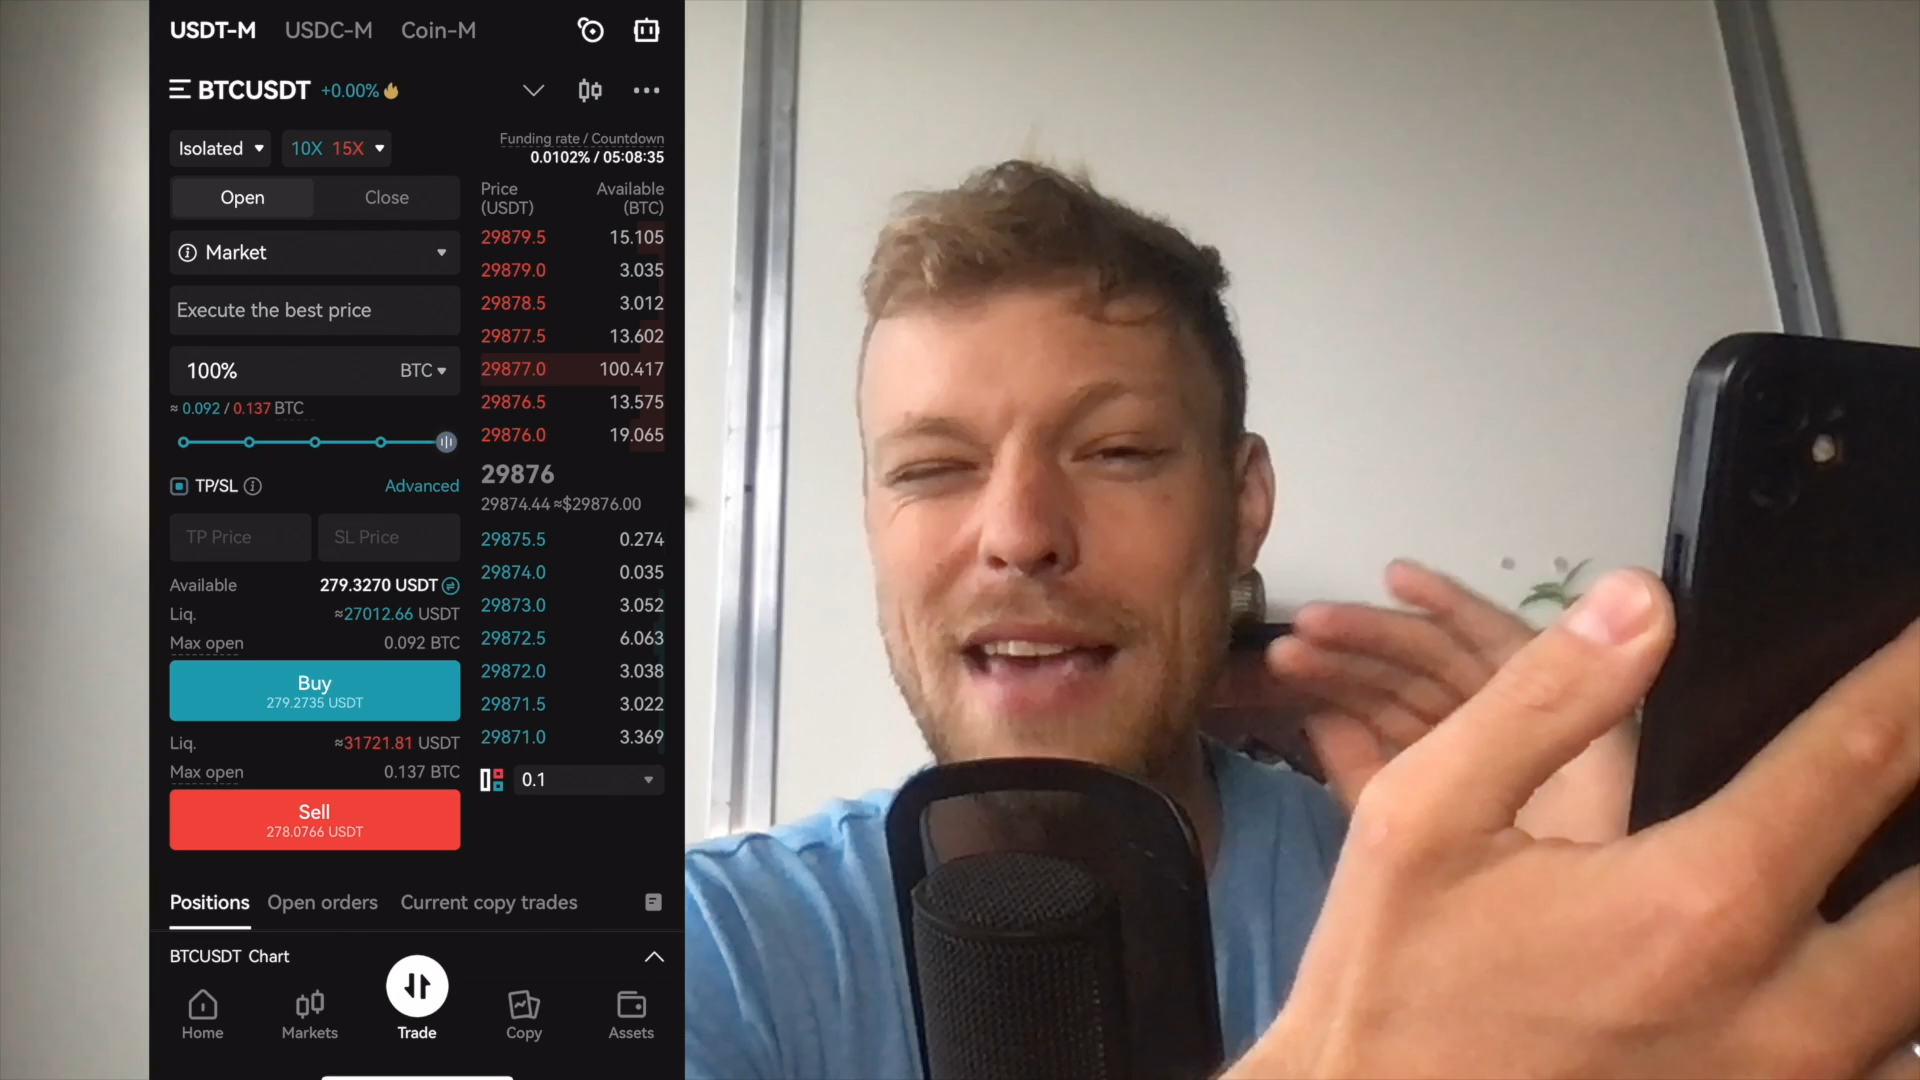 USDT-M USDC-M Coin-M
BTCUSDT +0.00%
Isolated 10X 15X
Funding rate / Countdown
0.0102% / 05:08:35
Open Close
Market
Execute the best price
100% BTC
≈ 0.092 / 0.137 BTC
TP/SL Advanced
TP Price SL Price
Available 279.3270 USDT
Liq. ≈27012.66 USDT
Max open 0.092 BTC
Buy
279.2735 USDT
Liq. ≈31721.81 USDT
Max open 0.137 BTC
Sell
278.0766 USDT
Price Available
(USDT) (BTC)
29879.5 15.105
29879.0 3.035
29878.5 3.012
29877.5 13.602
29877.0 100.417
29876.5 13.575
29876.0 19.065
29876
29874.44≈$29876.00
29875.5 0.274
29874.0 0.035
29873.0 3.052
29872.5 6.063
29872.0 3.038
29871.5 3.022
29871.0 3.369
0.1
Positions Open orders Current copy trades
BTCUSDT Chart
Home Markets Trade Copy Assets